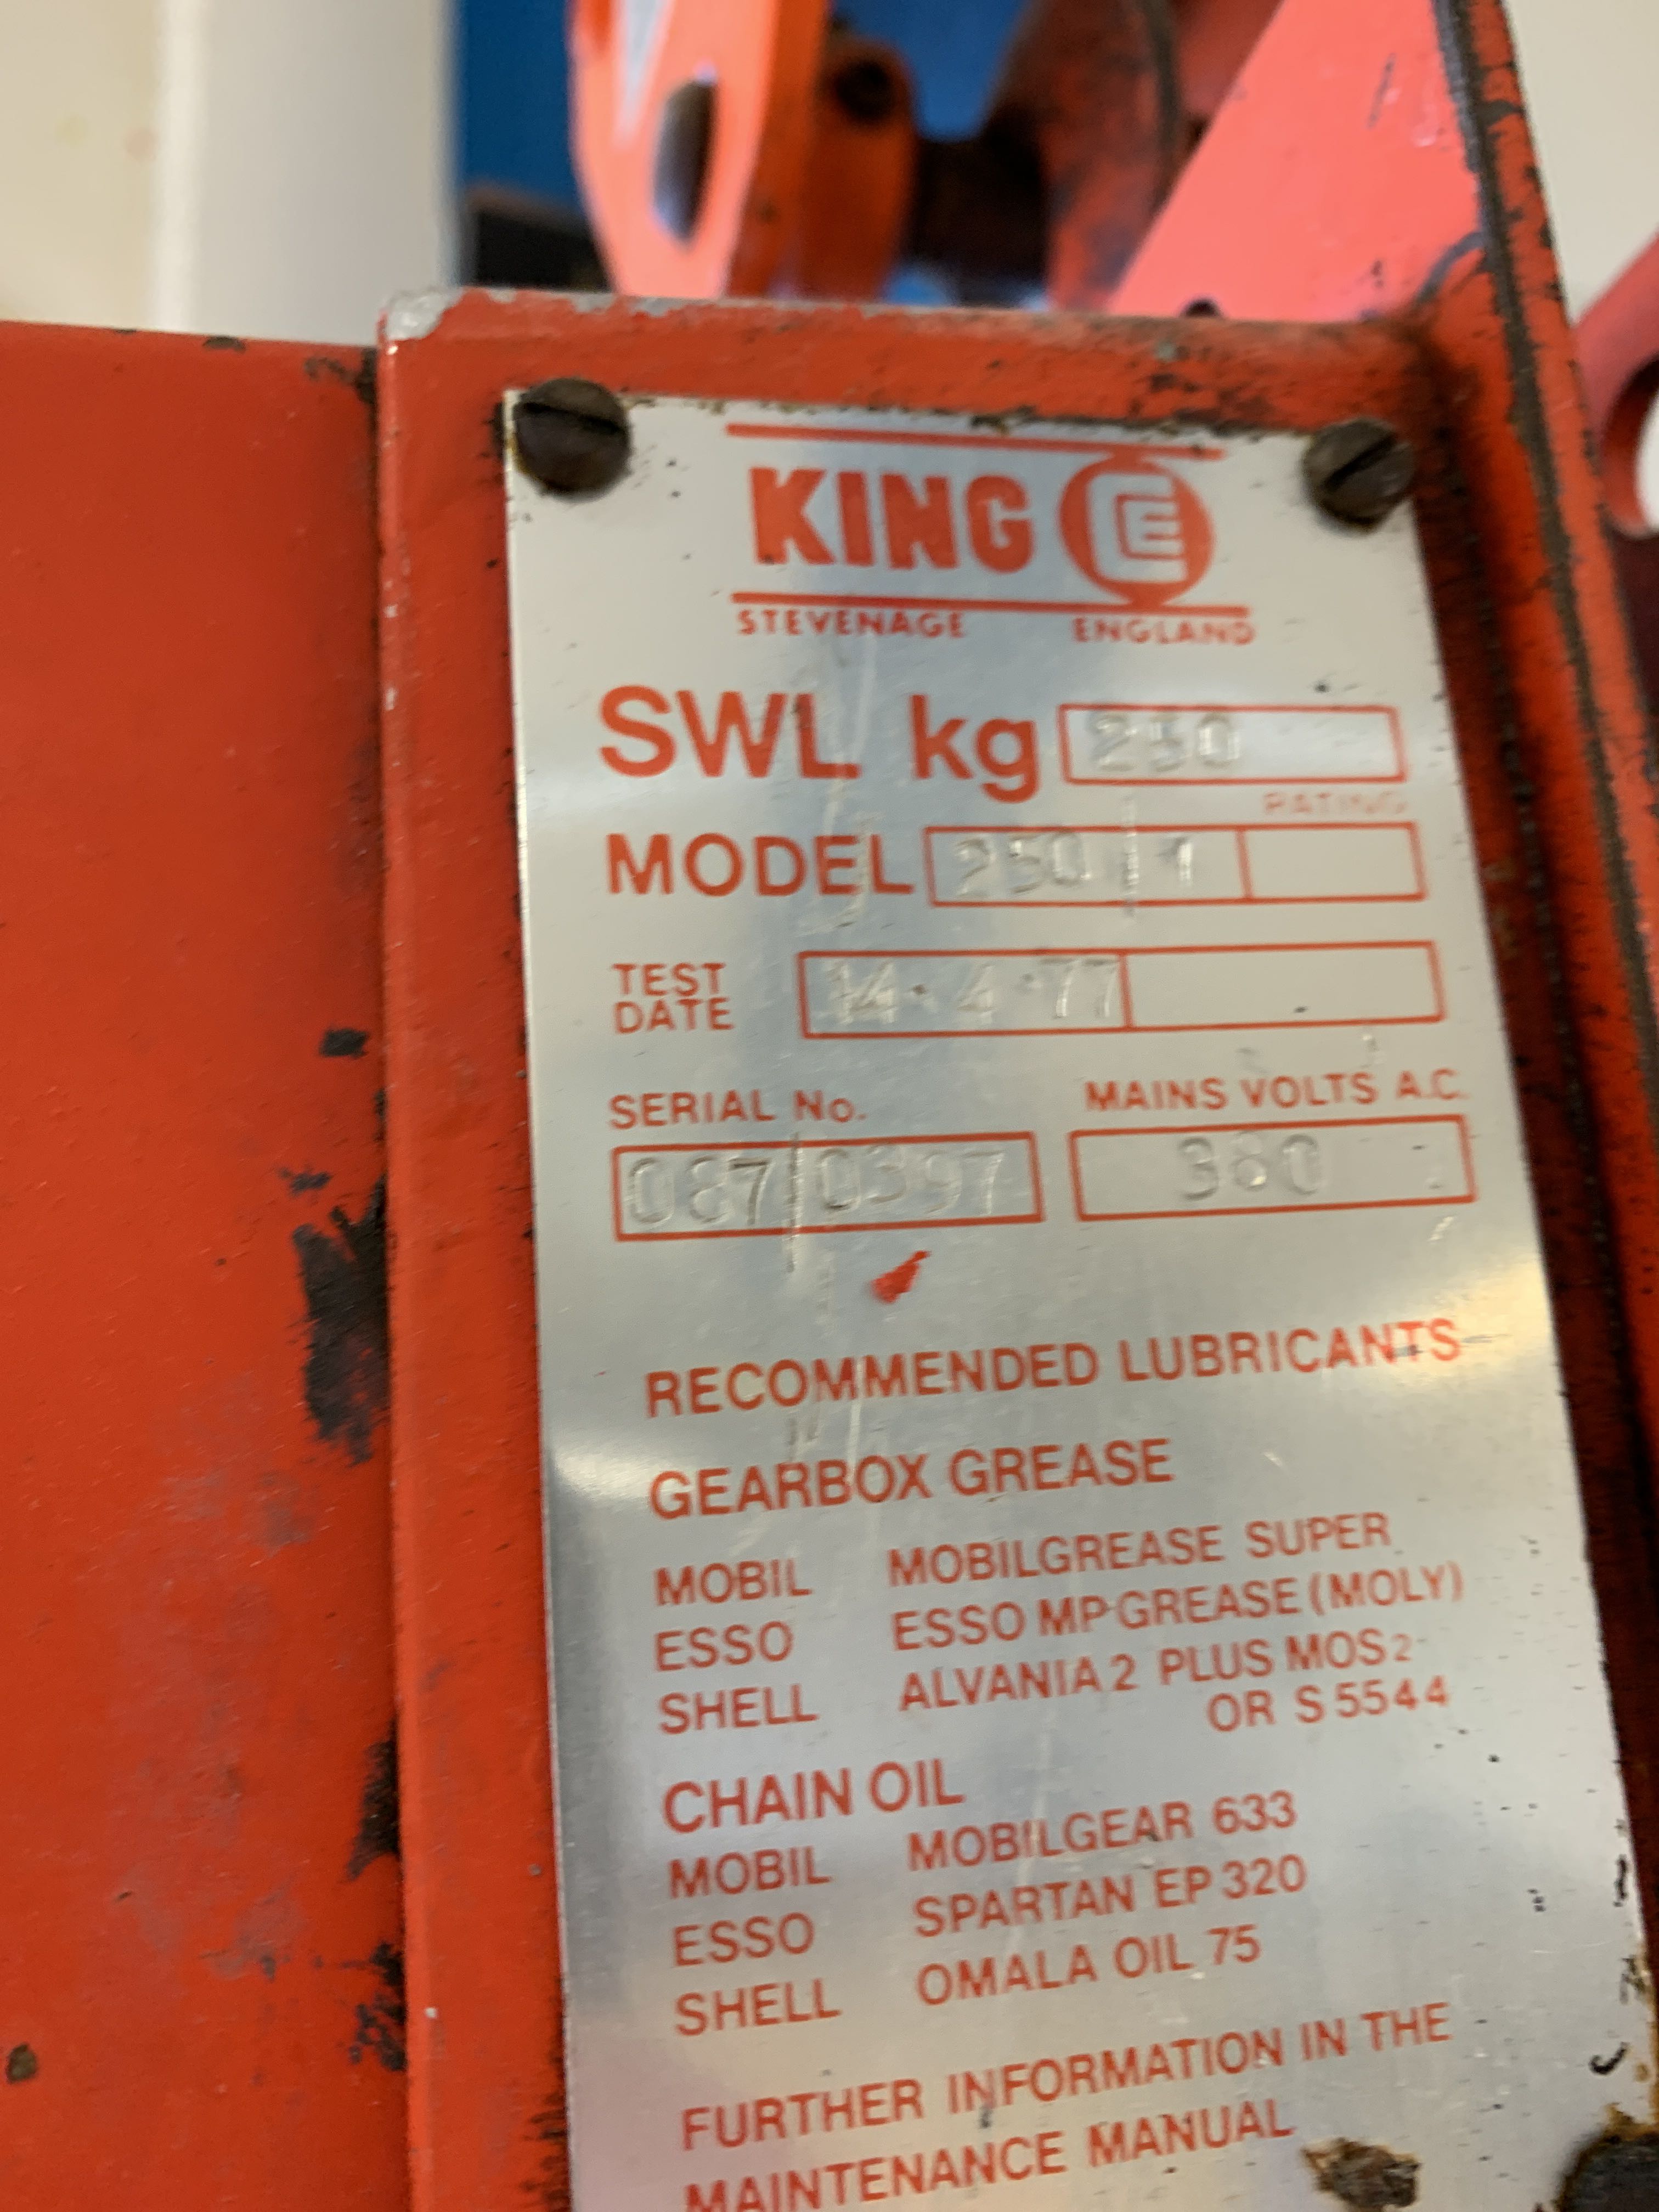 KING
STEVENAGE ENGLAND
SWL kg 250
RATING
MODEL 250/1
TEST DATE 14·4·77
SERIAL No. MAINS VOLTS A.C.
087/0397 380
RECOMMENDED LUBRICANTS
GEARBOX GREASE
MOBIL MOBILGREASE SUPER
ESSO ESSO MP GREASE (MOLY)
SHELL ALVANIA 2 PLUS MOS2
OR S 5544
CHAIN OIL
MOBIL MOBILGEAR 633
ESSO SPARTAN EP 320
SHELL OMALA OIL 75
FURTHER INFORMATION IN THE
MAINTENANCE MANUAL